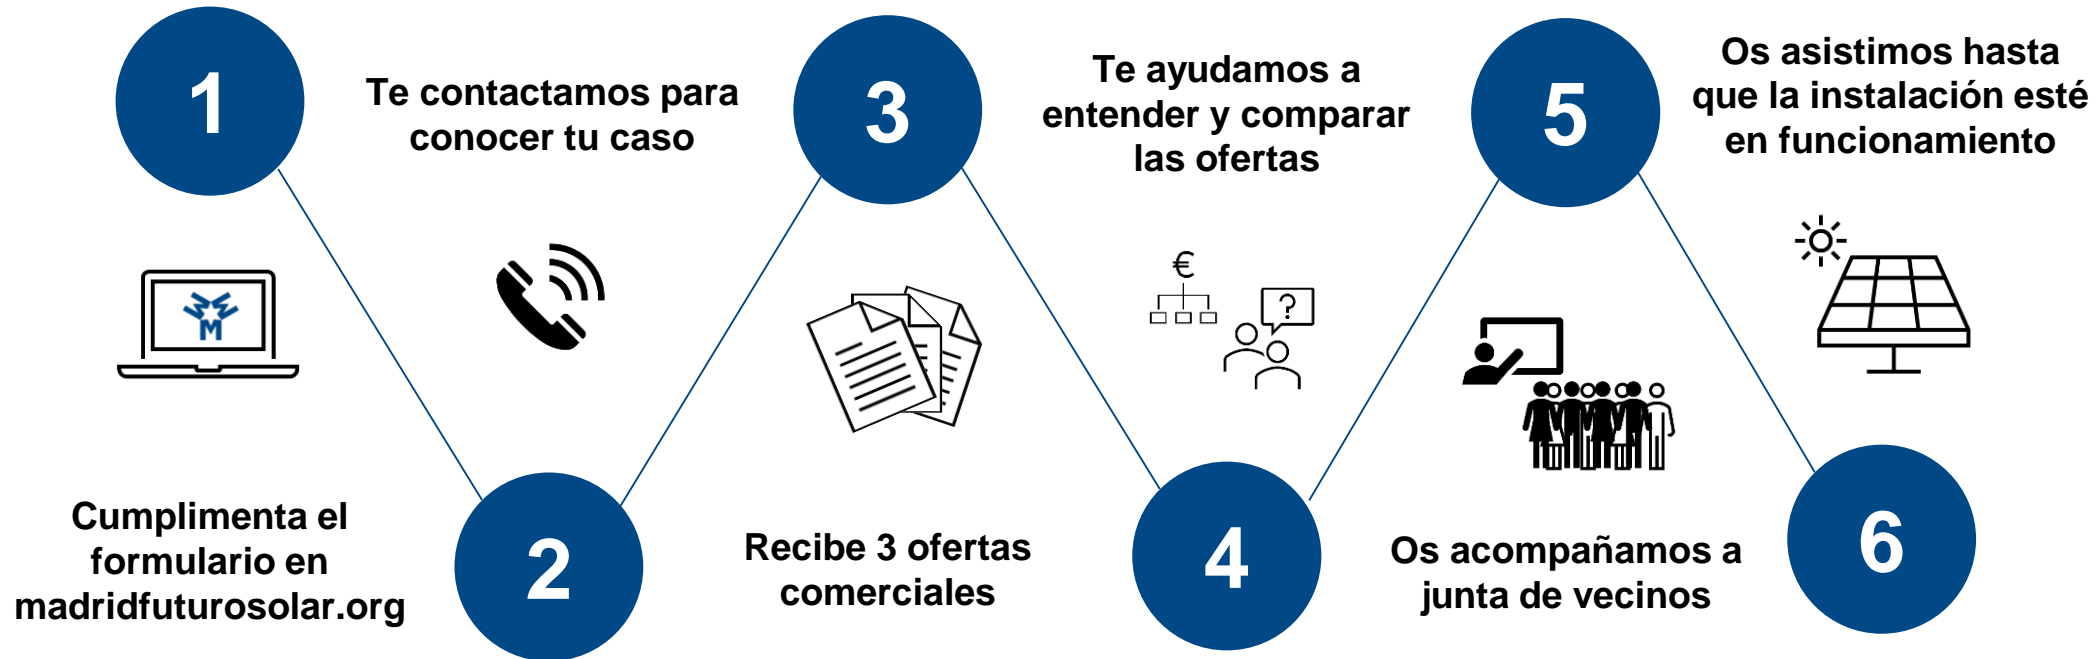 1
Cumplimenta el
formulario en
madridfuturosolar.org
Te contactamos para
conocer tu caso
2
3
Recibe 3 ofertas
comerciales
Te ayudamos a
entender y comparar
las ofertas
€
?
4
5
Os acompañamos a
junta de vecinos
Os asistimos hasta
que la instalación esté
en funcionamiento
6
M